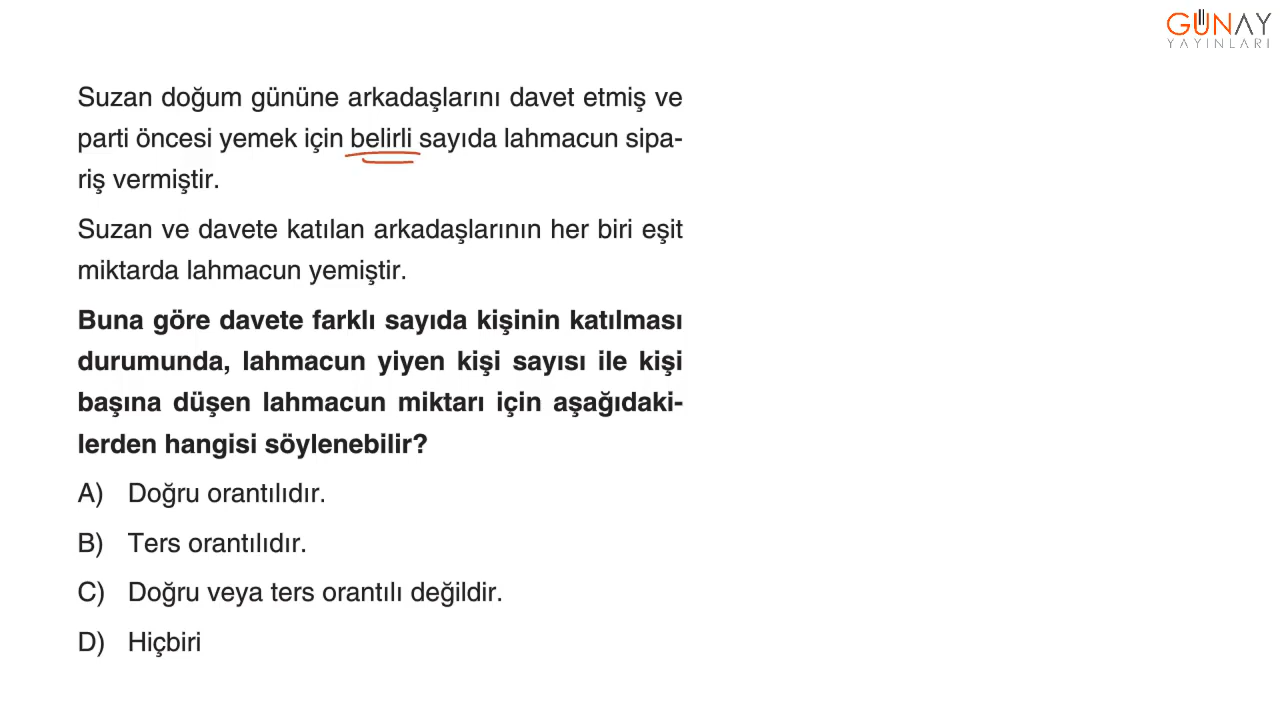 GÜNAY
YAYINLARI
Suzan doğum gününe arkadaşlarını davet etmiş ve
parti öncesi yemek için belirli sayıda lahmacun sipa-
riş vermiştir.
Suzan ve davete katılan arkadaşlarının her biri eşit
miktarda lahmacun yemiştir.
Buna göre davete farklı sayıda kişinin katılması
durumunda, lahmacun yiyen kişi sayısı ile kişi
başına düşen lahmacun miktarı için aşağıdaki-
lerden hangisi söylenebilir?
A) Doğru orantılıdır.
B) Ters orantılıdır.
C) Doğru veya ters orantılı değildir.
D) Hiçbiri